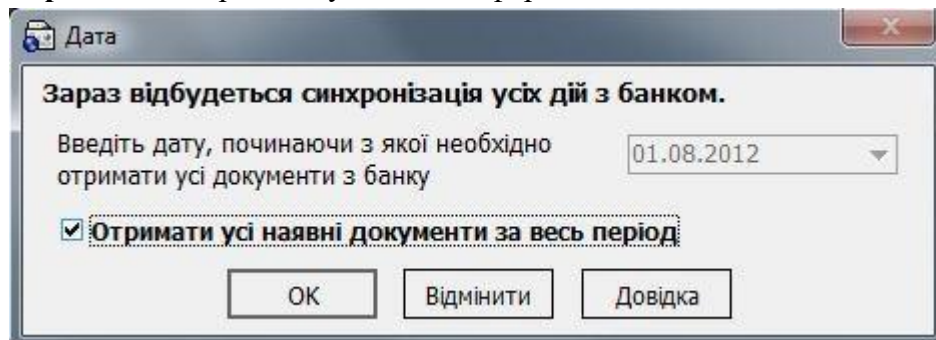 Дата
Зараз відбудеться синхронізація усіх дій з банком.
Введіть дату, починаючи з якої необхідно
отримати усі документи з банку
01.08.2012
Отримати усі наявні документи за весь період
ОК
Відмінити
Довідка